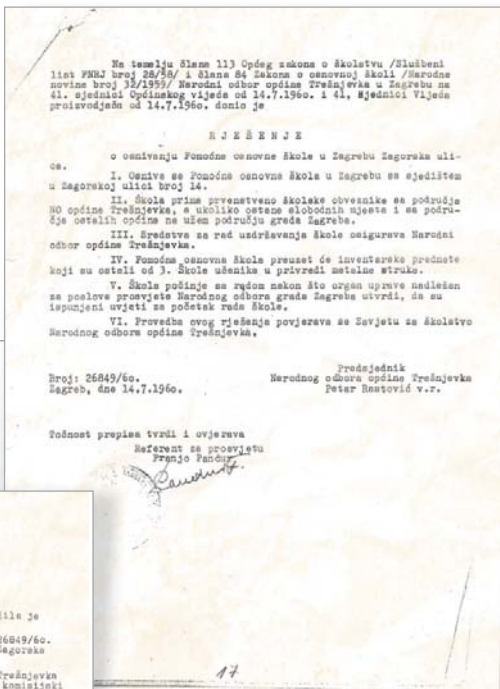 Na temelju člana 113 Općeg zakona o školstvu /Službeni
list FNRJ broj 28/58/ i člana 84 Zakona o osnovnoj školi /Narodne
novine broj 32/1959/ Narodni odbor općine Trešnjevka u Zagrebu na
41. sjednici Općinskog vijeća od 14.7.1960. i 41. sjednici Vijeća
proizvodjača od 14.7.1960. donio je
R J E Š E N J E
o osnivanju Pomoćne osnovne škole u Zagrebu Zagorska uli-
ca.
I. Osniva se Pomoćna osnovna škola u Zagrebu sa sjedištem
u Zagorskoj ulici broj 14.
II. Škola prima prvenstveno školske obveznike sa područja
NO općine Trešnjevka, a ukoliko ostane slobodnih mjesta i sa podru-
čja ostalih općina na užem području grada Zagreba.
III. Sredstva za rad uzdržavanja škole osigurava Narodni
odbor općine Trešnjevka.
IV. Pomoćna osnovna škola preuzet će inventarske predmete
koji su ostali od 3. Škole učenika u privredi metalne struke.
V. Škola počinje sa radom nakon što organ uprave nadležan
za poslove prosvjete Narodnog odbora grada Zagreba utvrdi, da su
ispunjeni uvjeti za početak rada škole.
VI. Provedba ovog rješenja povjerava se Savjetu za školstvo
Narodnog odbora općine Trešnjevka.
Predsjednik
Broj: 26849/60. Narodnog odbora općine Trešnjevka
Zagreb, dne 14.7.1960. Petar Rastović v.r.
Točnost prepisa tvrdi i ovjerava
Referent za prosvjetu
Franjo Pandur
je
26849/60.
Zagorska
Trešnjevka
komisijski
17